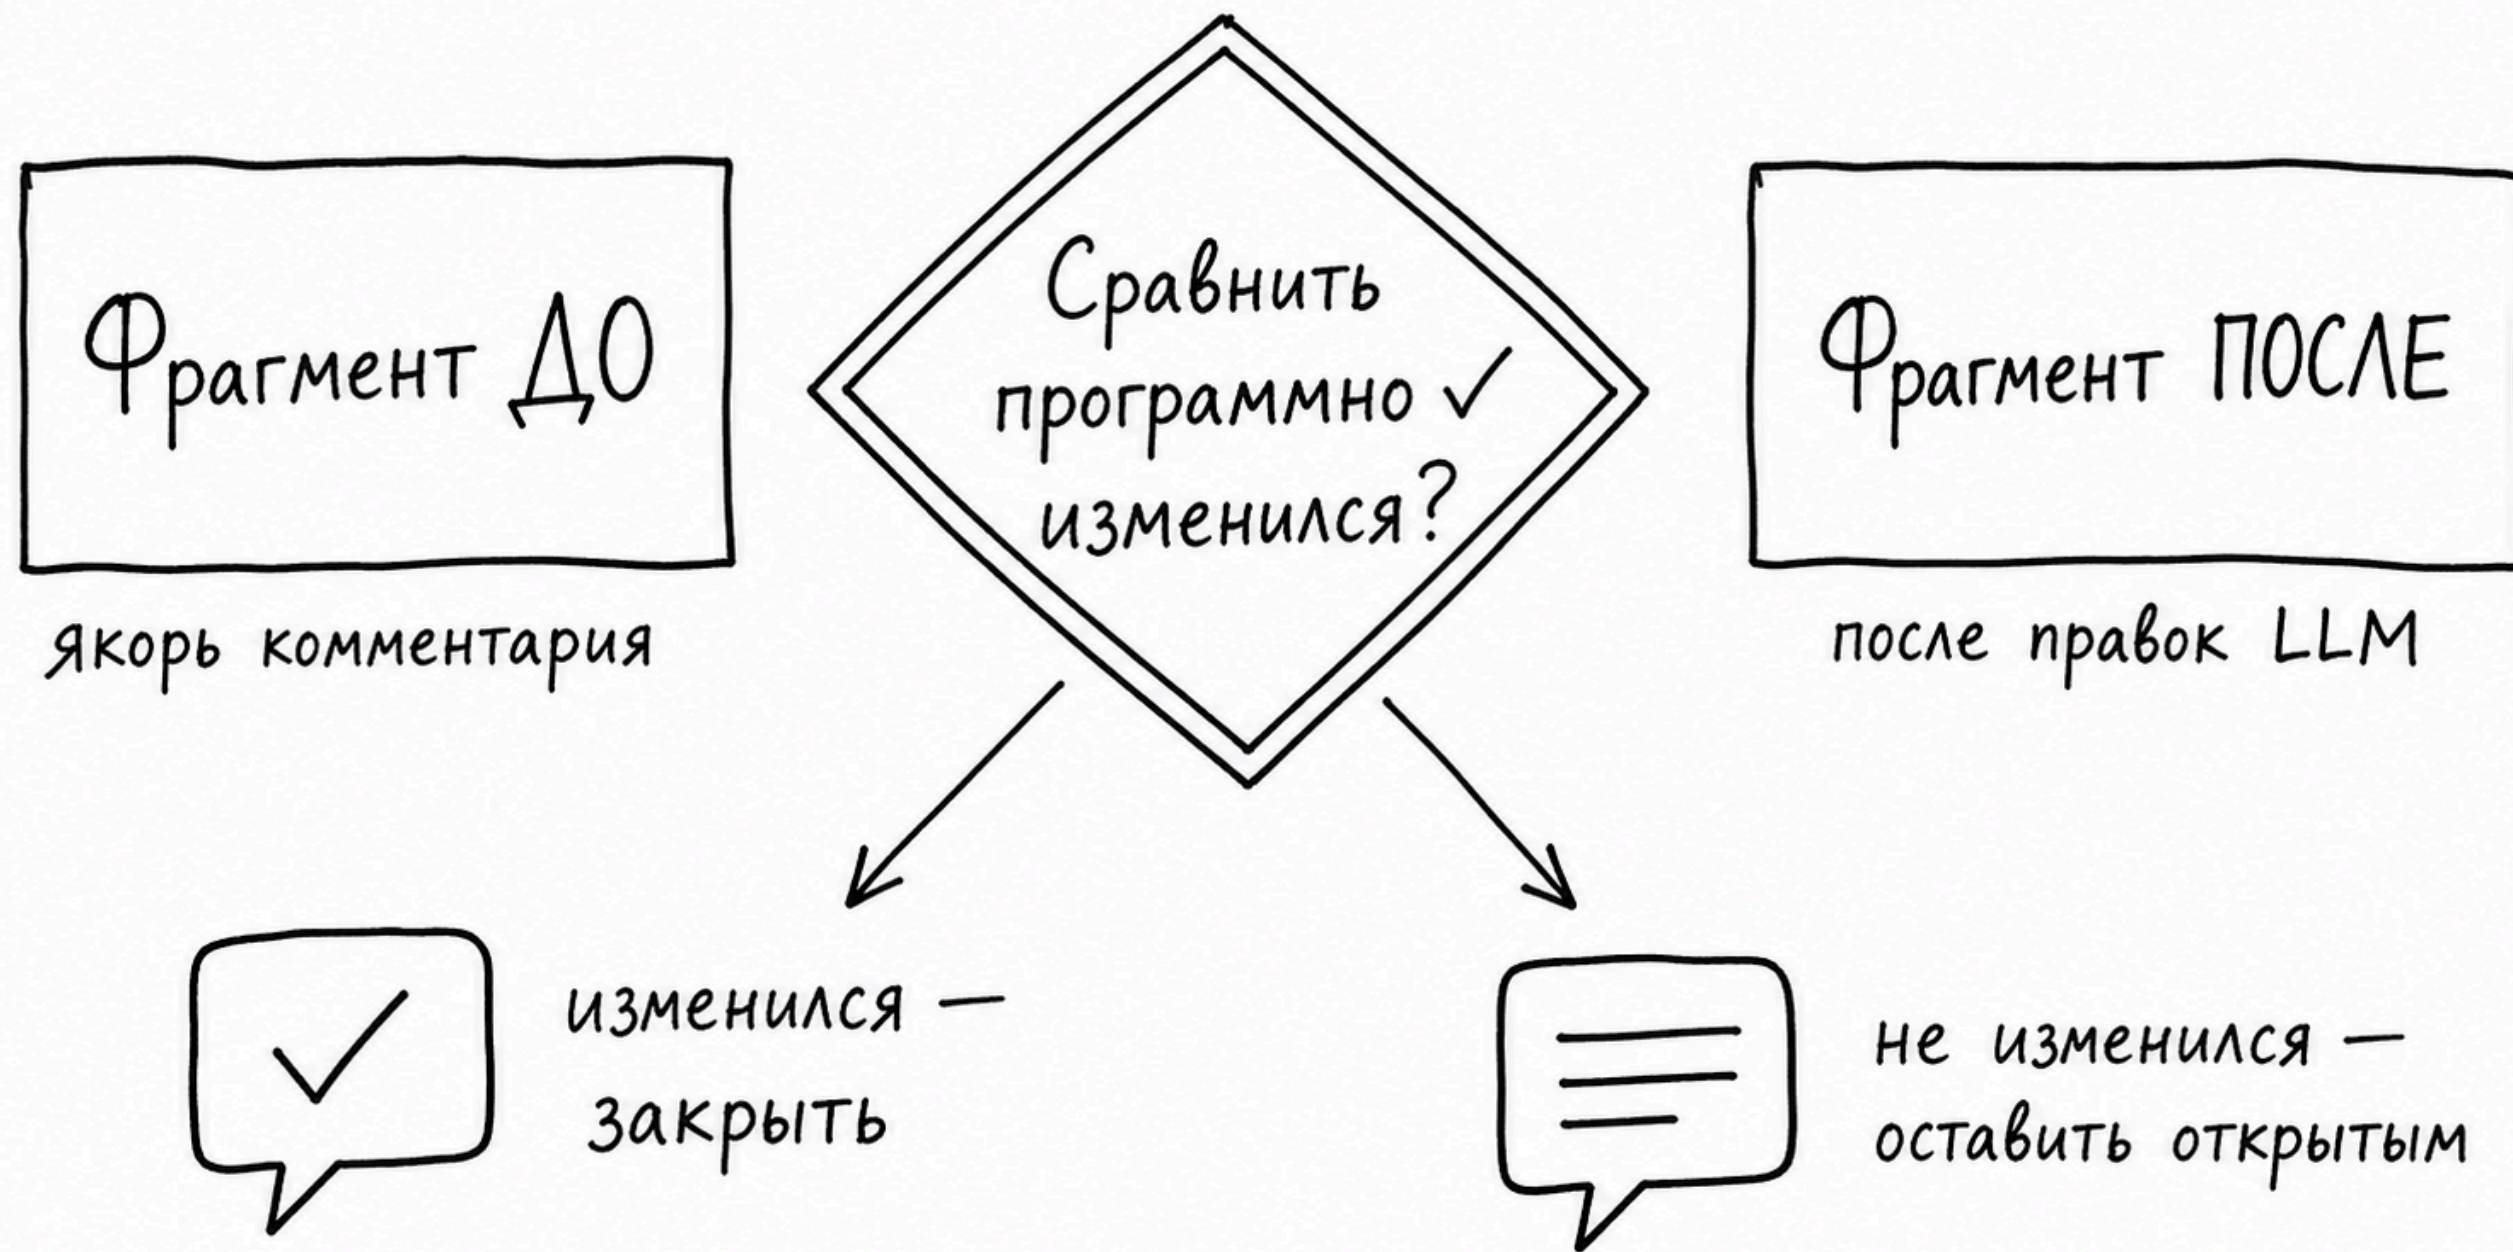 Фрагмент ДО
якорь комментария
Сравнить
программно ✓
изменился?
Фрагмент ПОСЛЕ
после правок LLM
изменился —
закрыть
не изменился —
оставить открытым